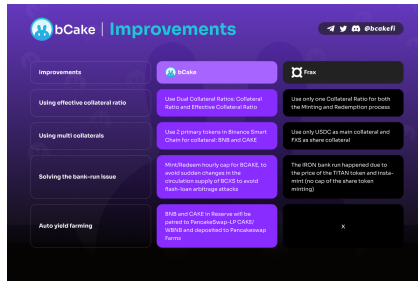 bCake | Improvements
@bcakefi
Improvements
bCake
Frax
Using effective collateral ratio
Use Dual Collateral Ratios: Collateral
Ratio and Effective Collateral Ratio
Use only one Collateral Ratio for both
the Minting and Redemption process
Using multi collaterals
Use 2 primary tokens in Binance Smart
Chain for collateral: BNB and CAKE
Use only USDC as main collateral and
FXS as share collateral
Solving the bank-run issue
Mint/Redeem hourly cap for BCAKE, to
avoid sudden changes in the
circulation supply of BCXS to avoid
flash-loan arbitrage attacks
The IRON bank run happened due to
the price of the TITAN token and insta-
mint (no cap of the share token
minting)
Auto yield farming
BNB and CAKE in Reserve will be
paired to PancakeSwap-LP CAKE/
WBNB and deposited to Pancakeswap
Farms
x